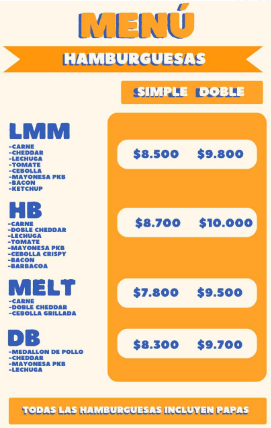 MENÚ
HAMBURGUESAS
SIMPLE DOBLE
LMM
-CARNE
-CHEDDAR
-LECHUGA
-TOMATE
-CEBOLLA
-MAYONESA PKB
-BACON
-KETCHUP
$8.500 $9.800
HB
-CARNE
-DOBLE CHEDDAR
-LECHUGA
-TOMATE
-MAYONESA PKB
-CEBOLLA CRISPY
-BACON
-BARBACOA
$8.700 $10.000
MELT
-CARNE
-DOBLE CHEDDAR
-CEBOLLA GRILLADA
$7.800 $9.500
DB
-MEDALLON DE POLLO
-CHEDDAR
-MAYONESA PKB
-LECHUGA
$8.300 $9.700
TODAS LAS HAMBURGUESAS INCLUYEN PAPAS